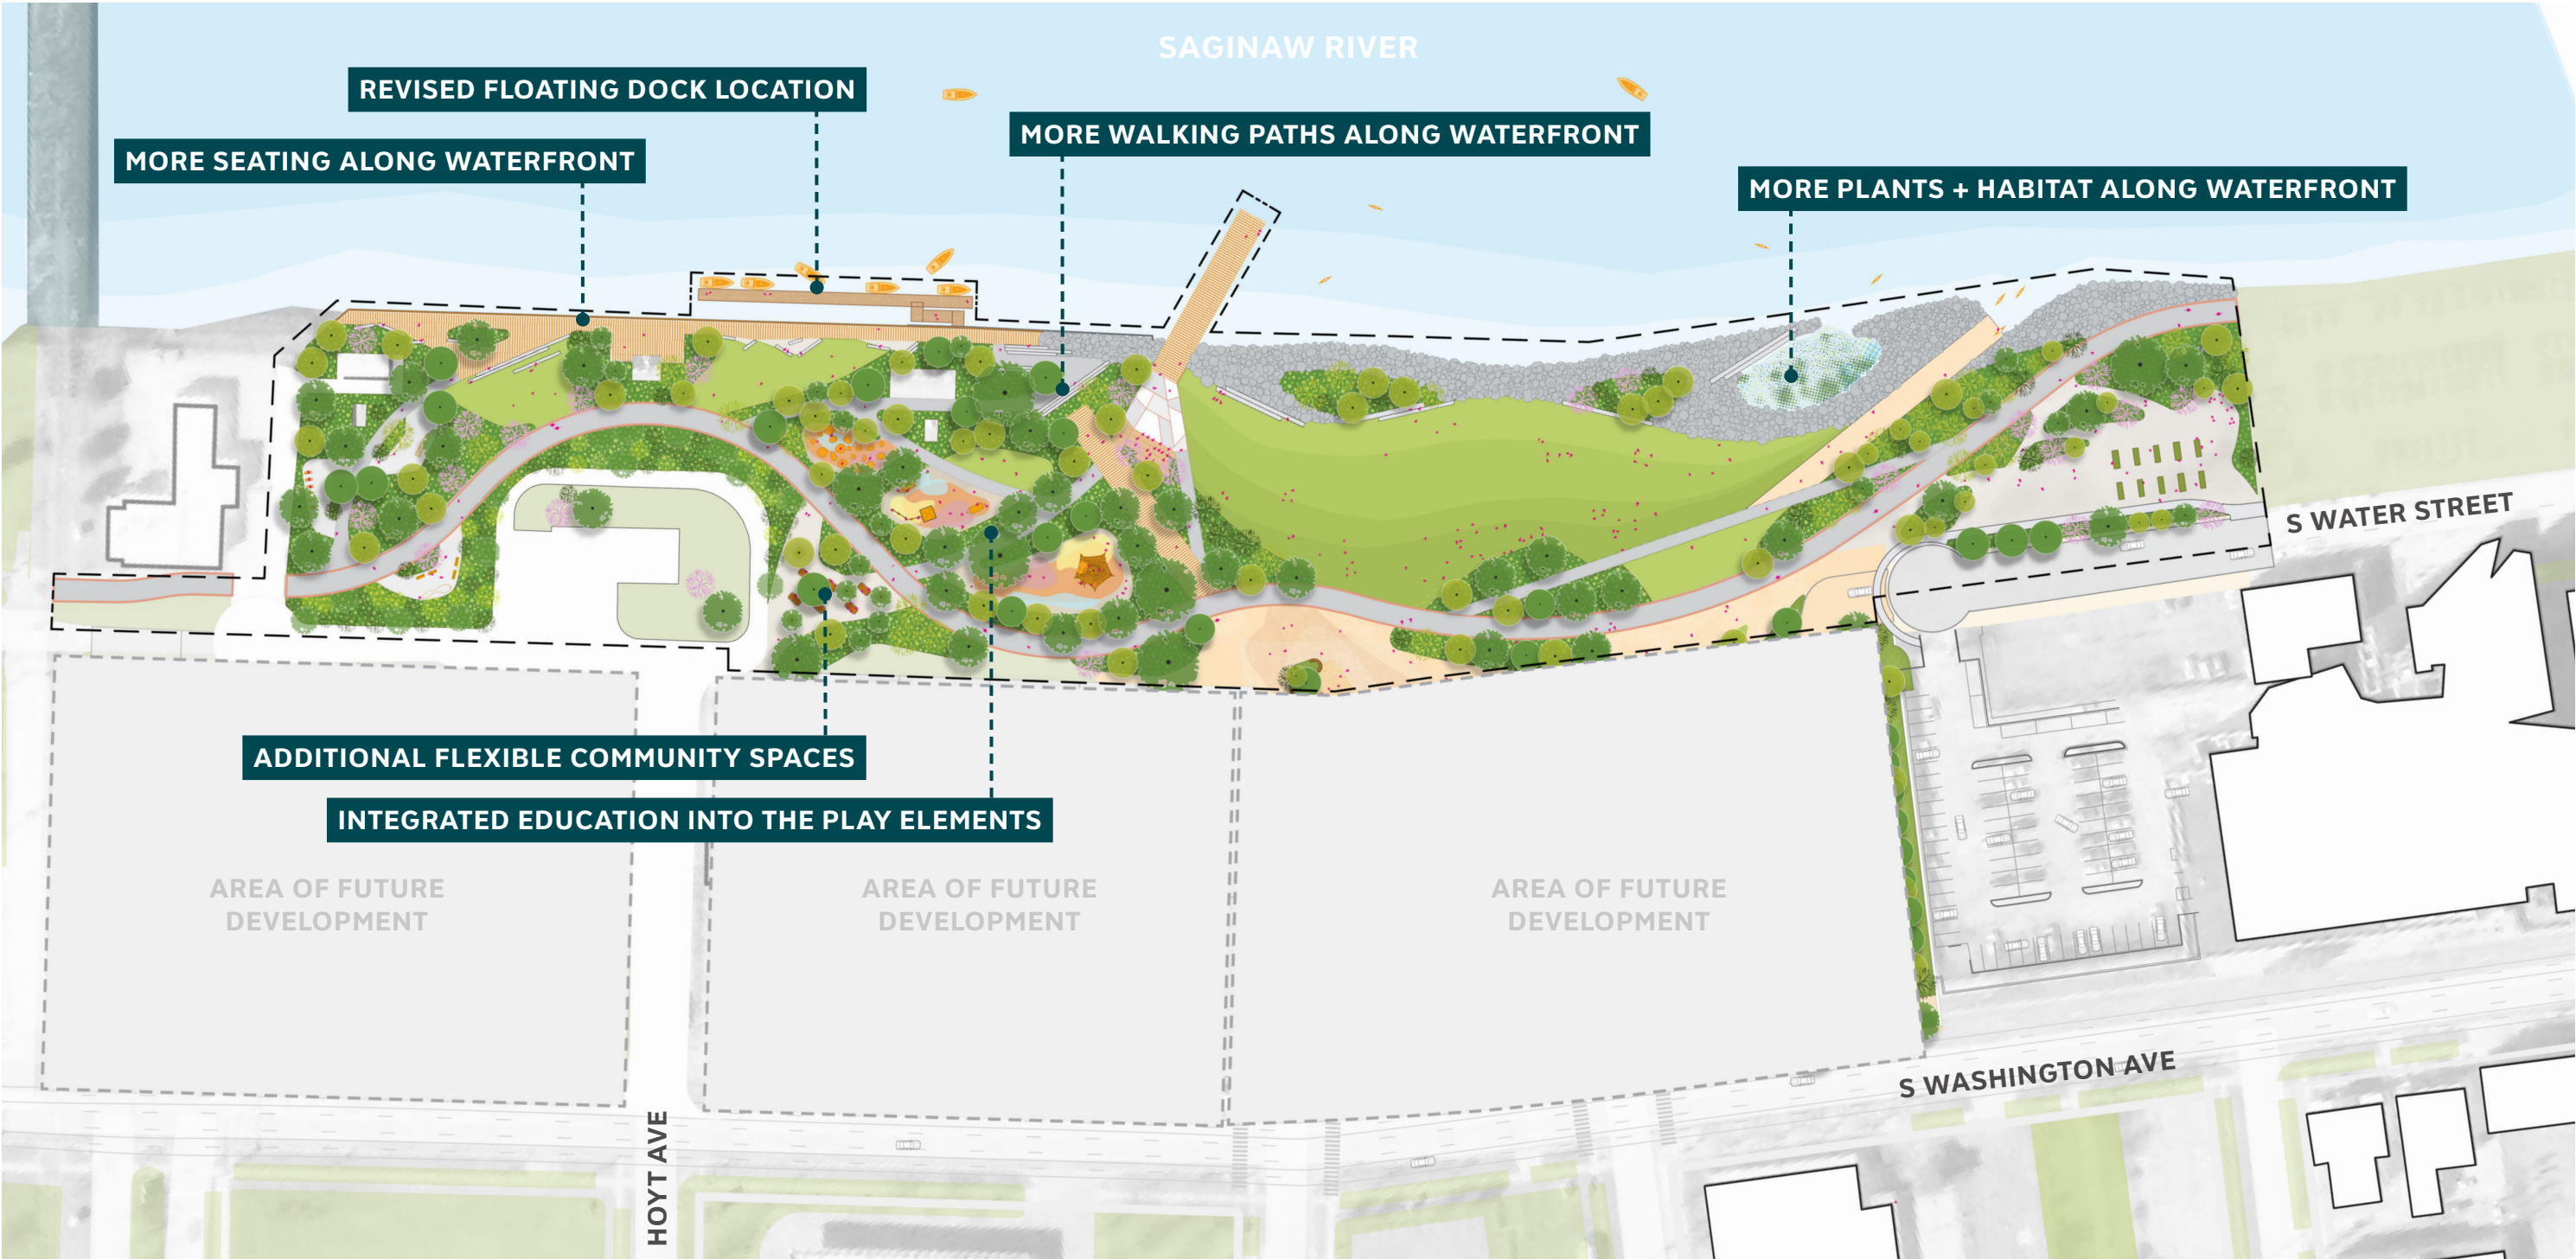 SAGINAW RIVER
REVISED FLOATING DOCK LOCATION
MORE WALKING PATHS ALONG WATERFRONT
MORE SEATING ALONG WATERFRONT
MORE PLANTS + HABITAT ALONG WATERFRONT
S WATER STREET
ADDITIONAL FLEXIBLE COMMUNITY SPACES
INTEGRATED EDUCATION INTO THE PLAY ELEMENTS
AREA OF FUTURE
DEVELOPMENT
AREA OF FUTURE
DEVELOPMENT
AREA OF FUTURE
DEVELOPMENT
S WASHINGTON AVE
HOYT AVE